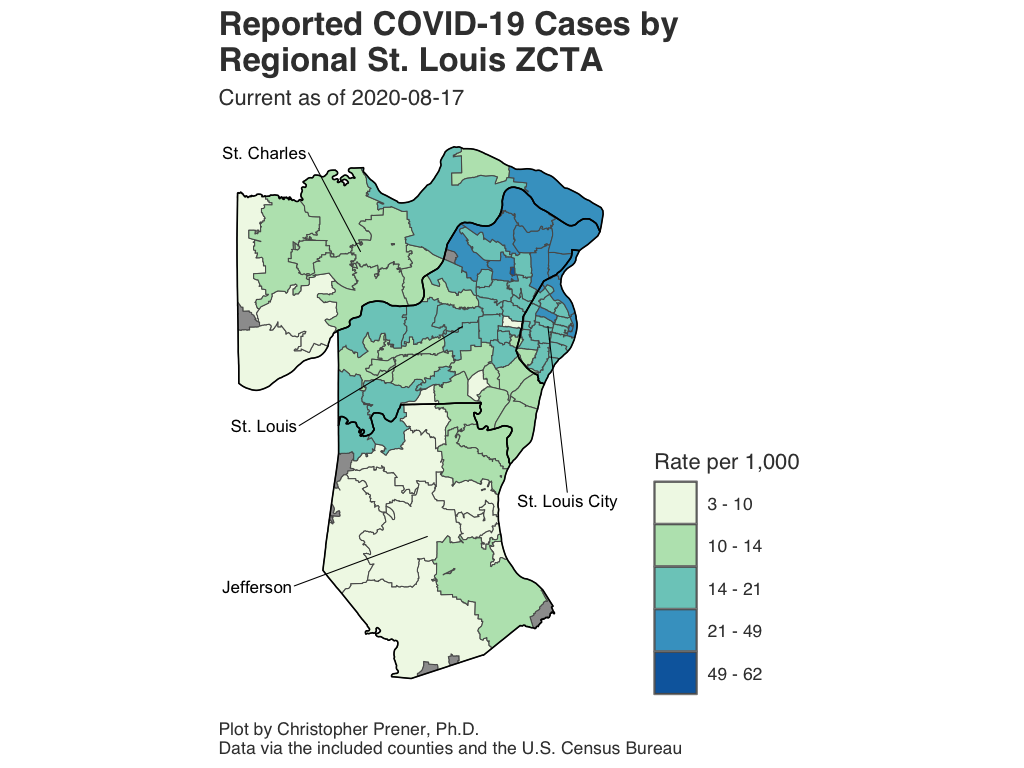 Reported COVID-19 Cases by
Regional St. Louis ZCTA
Current as of 2020-08-17
St. Charles
St. Louis
Rate per 1,000
St. Louis City
3 - 10
10 - 14
14 - 21
21 - 49
49 - 62
Jefferson
Plot by Christopher Prener, Ph.D.
Data via the included counties and the U.S. Census Bureau